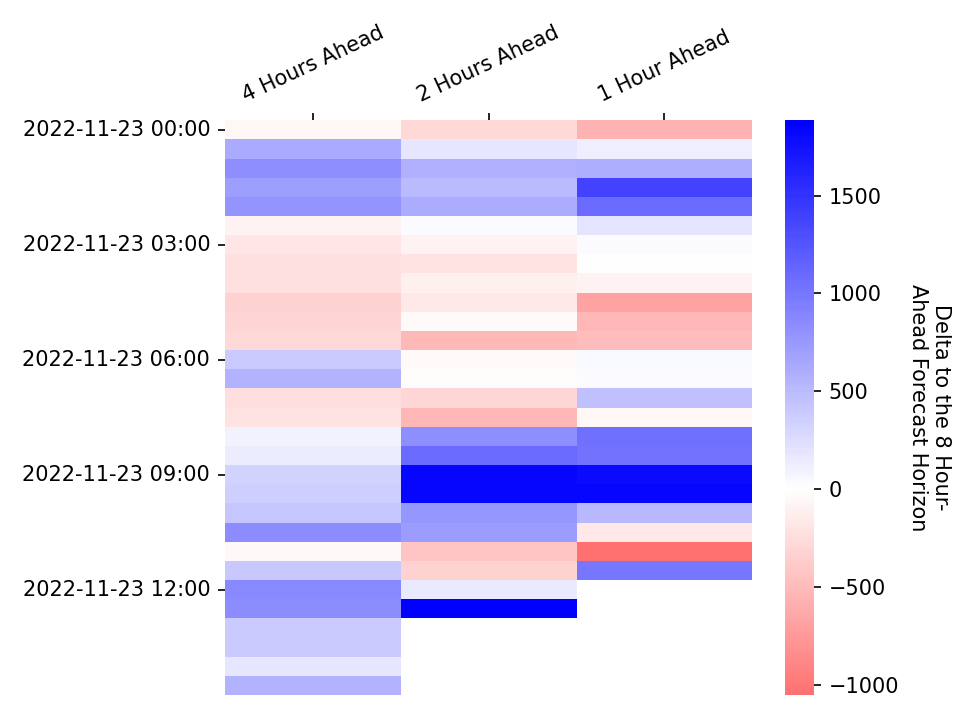 4 Hours Ahead
2 Hours Ahead
1 Hour Ahead
2022-11-23 00:00
2022-11-23 03:00
2022-11-23 06:00
2022-11-23 09:00
2022-11-23 12:00
1500
1000
500
0
−500
−1000
Delta to the 8 Hour-
Ahead Forecast Horizon